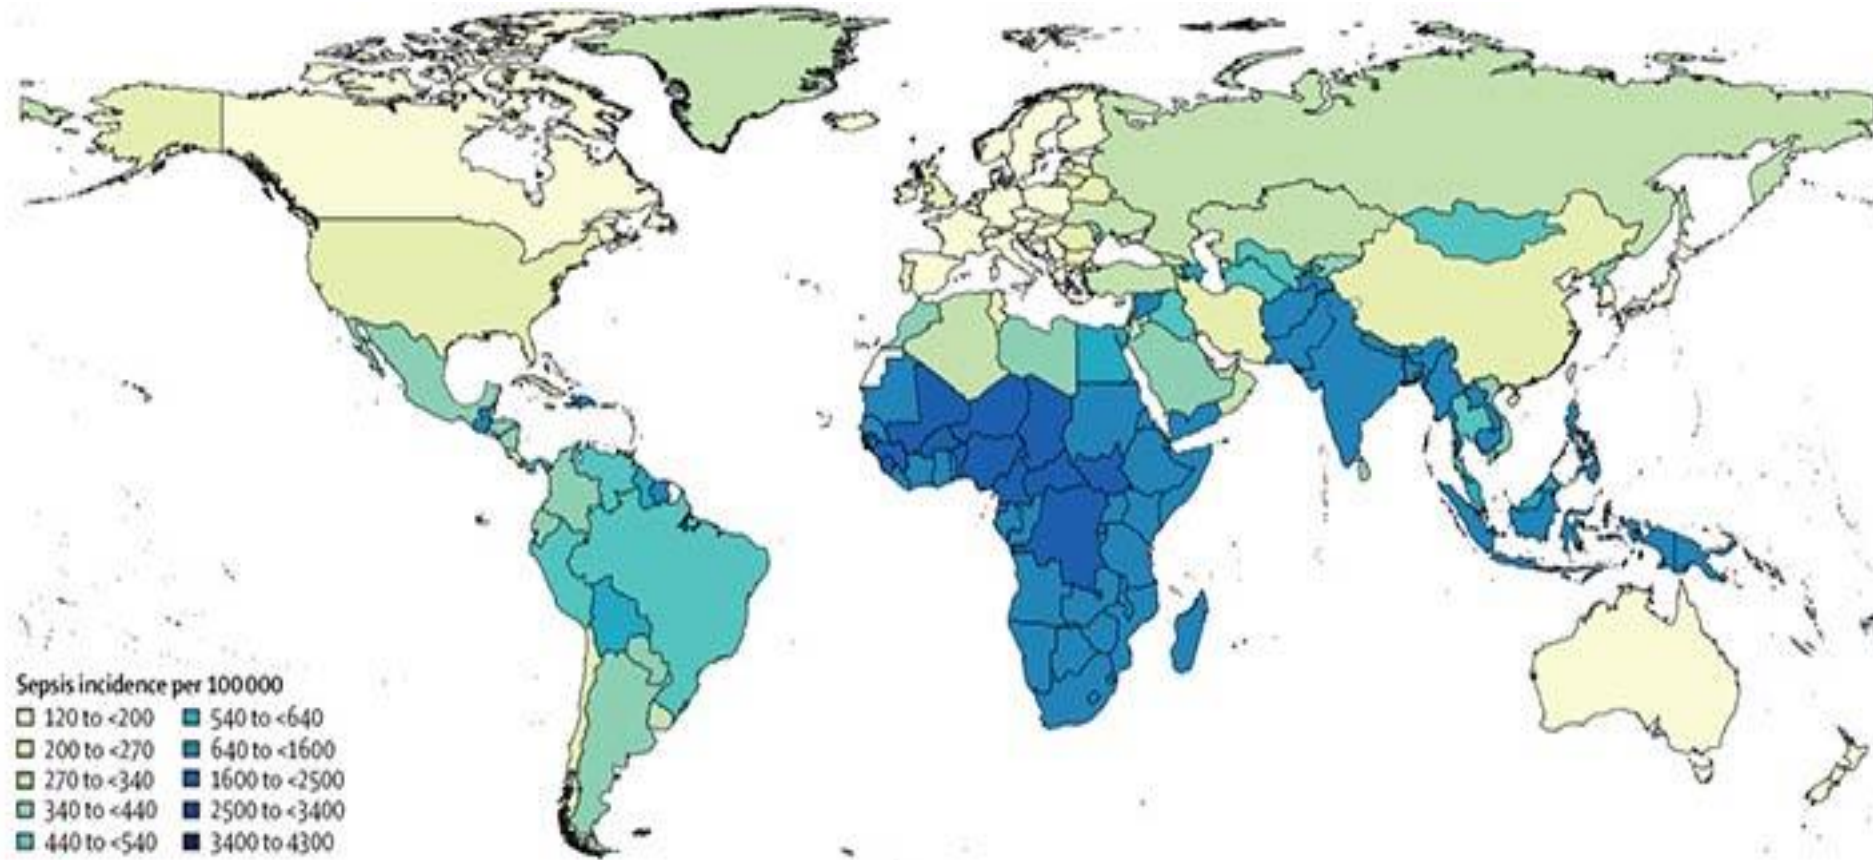 Sepsis incidence per 100 000
120 to <200
200 to <270
270 to <340
340 to <440
440 to <540
540 to <640
640 to <1600
1600 to <2500
2500 to <3400
3400 to 4300